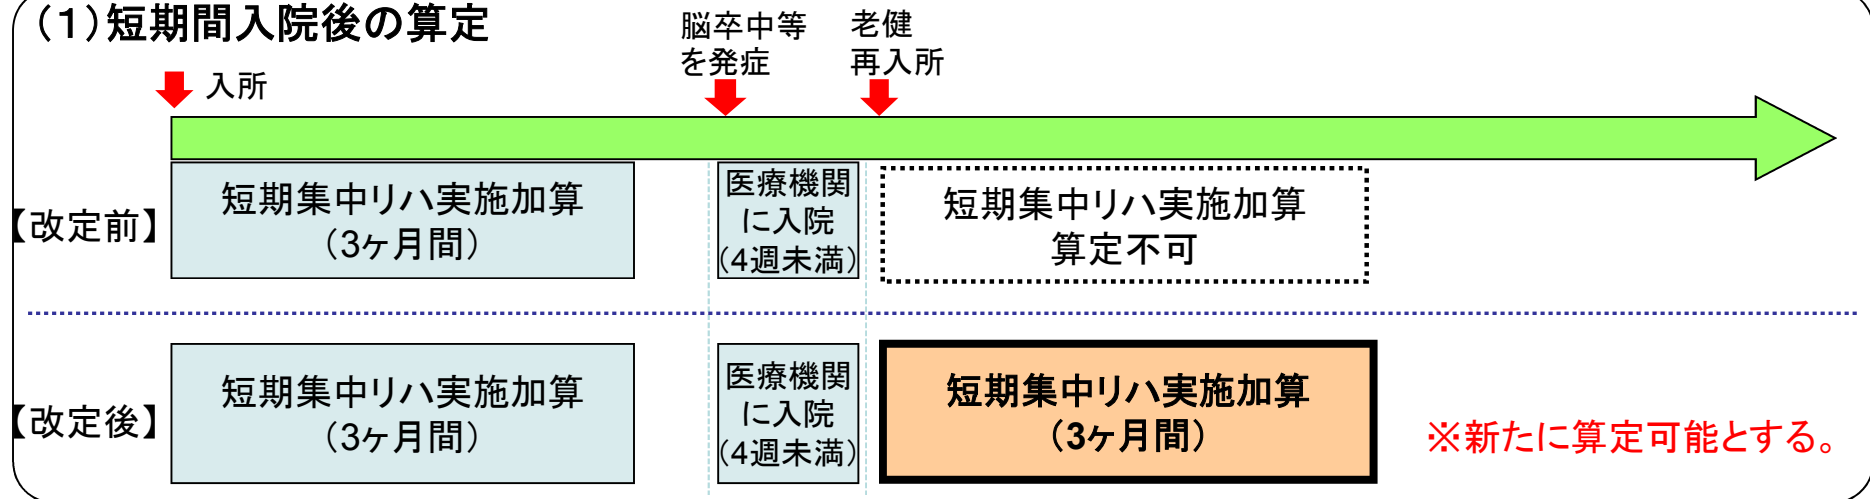 （１）短期間入院後の算定
脳卒中等
を発症
老健
再入所
入所
【改定前】
短期集中リハ実施加算
（３ヶ月間）
医療機関
に入院
（４週未満）
短期集中リハ実施加算
算定不可
【改定後】
短期集中リハ実施加算
（３ヶ月間）
医療機関
に入院
（４週未満）
短期集中リハ実施加算
（３ヶ月間）
※新たに算定可能とする。